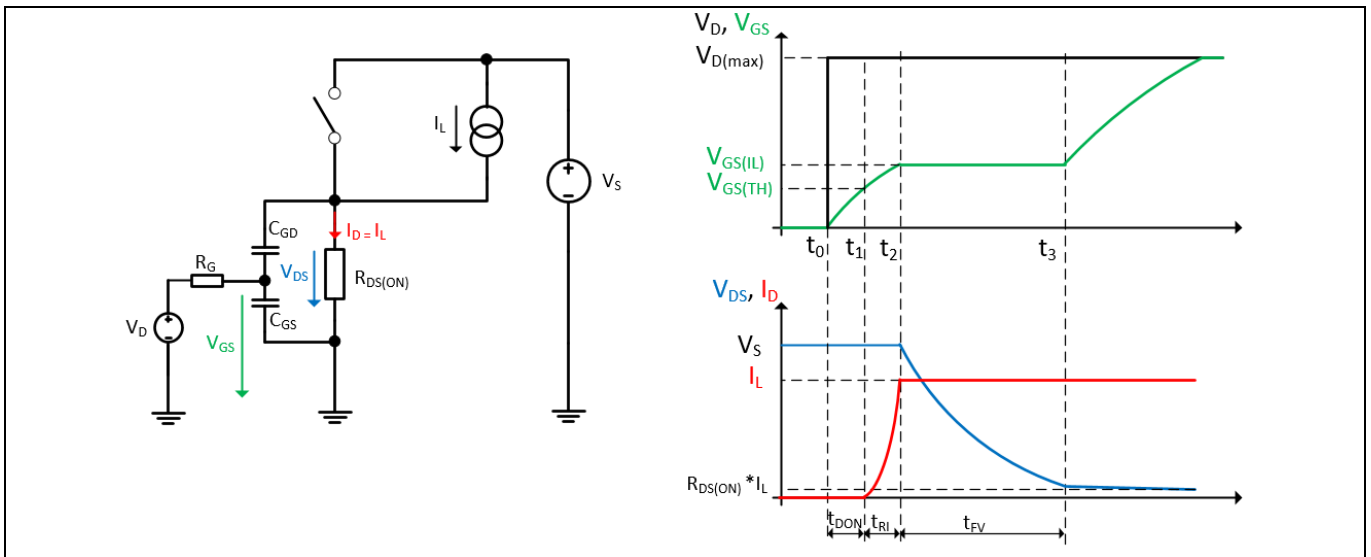 I_L
V_S
C_GD
I_D = I_L
R_G
V_DS
R_DS(ON)
V_D
C_GS
V_GS
+
−
+
−
V_D, V_GS
V_D(max)
V_GS(IL)
V_GS(TH)
t_0 t_1 t_2 t_3
V_DS, I_D
V_S
I_L
R_DS(ON) *I_L
t_DON t_RI t_FV